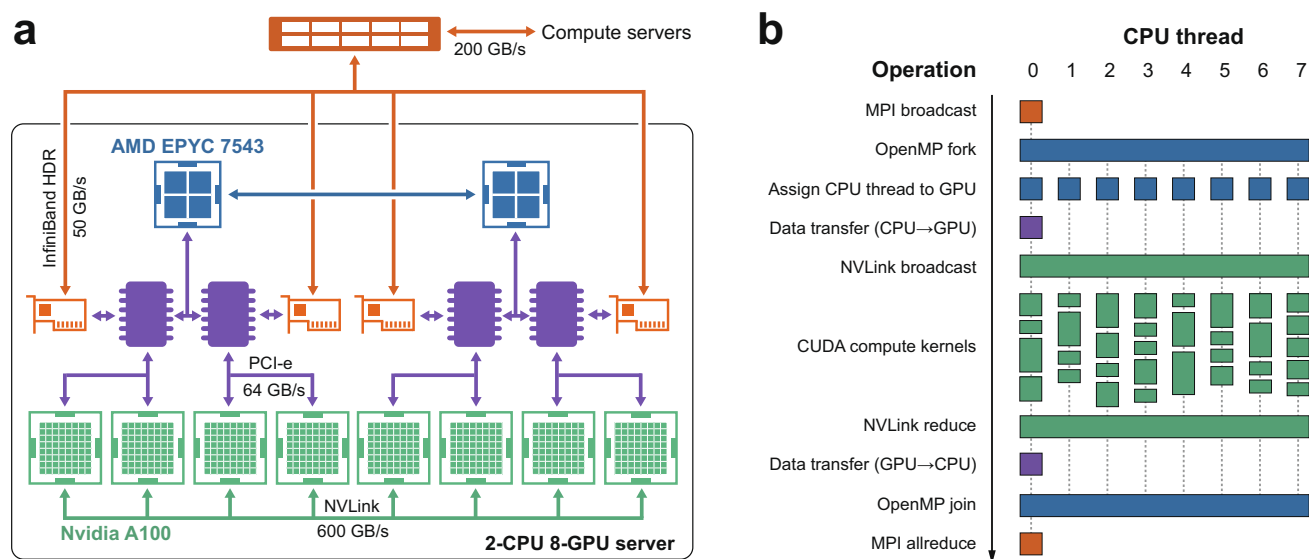 a
200 GB/s
Compute servers
InfiniBand HDR
50 GB/s
AMD EPYC 7543
PCI-e
64 GB/s
NVLink
600 GB/s
Nvidia A100
2-CPU 8-GPU server
b
CPU thread
Operation 0 1 2 3 4 5 6 7
MPI broadcast
OpenMP fork
Assign CPU thread to GPU
Data transfer (CPU→GPU)
NVLink broadcast
CUDA compute kernels
NVLink reduce
Data transfer (GPU→CPU)
OpenMP join
MPI allreduce